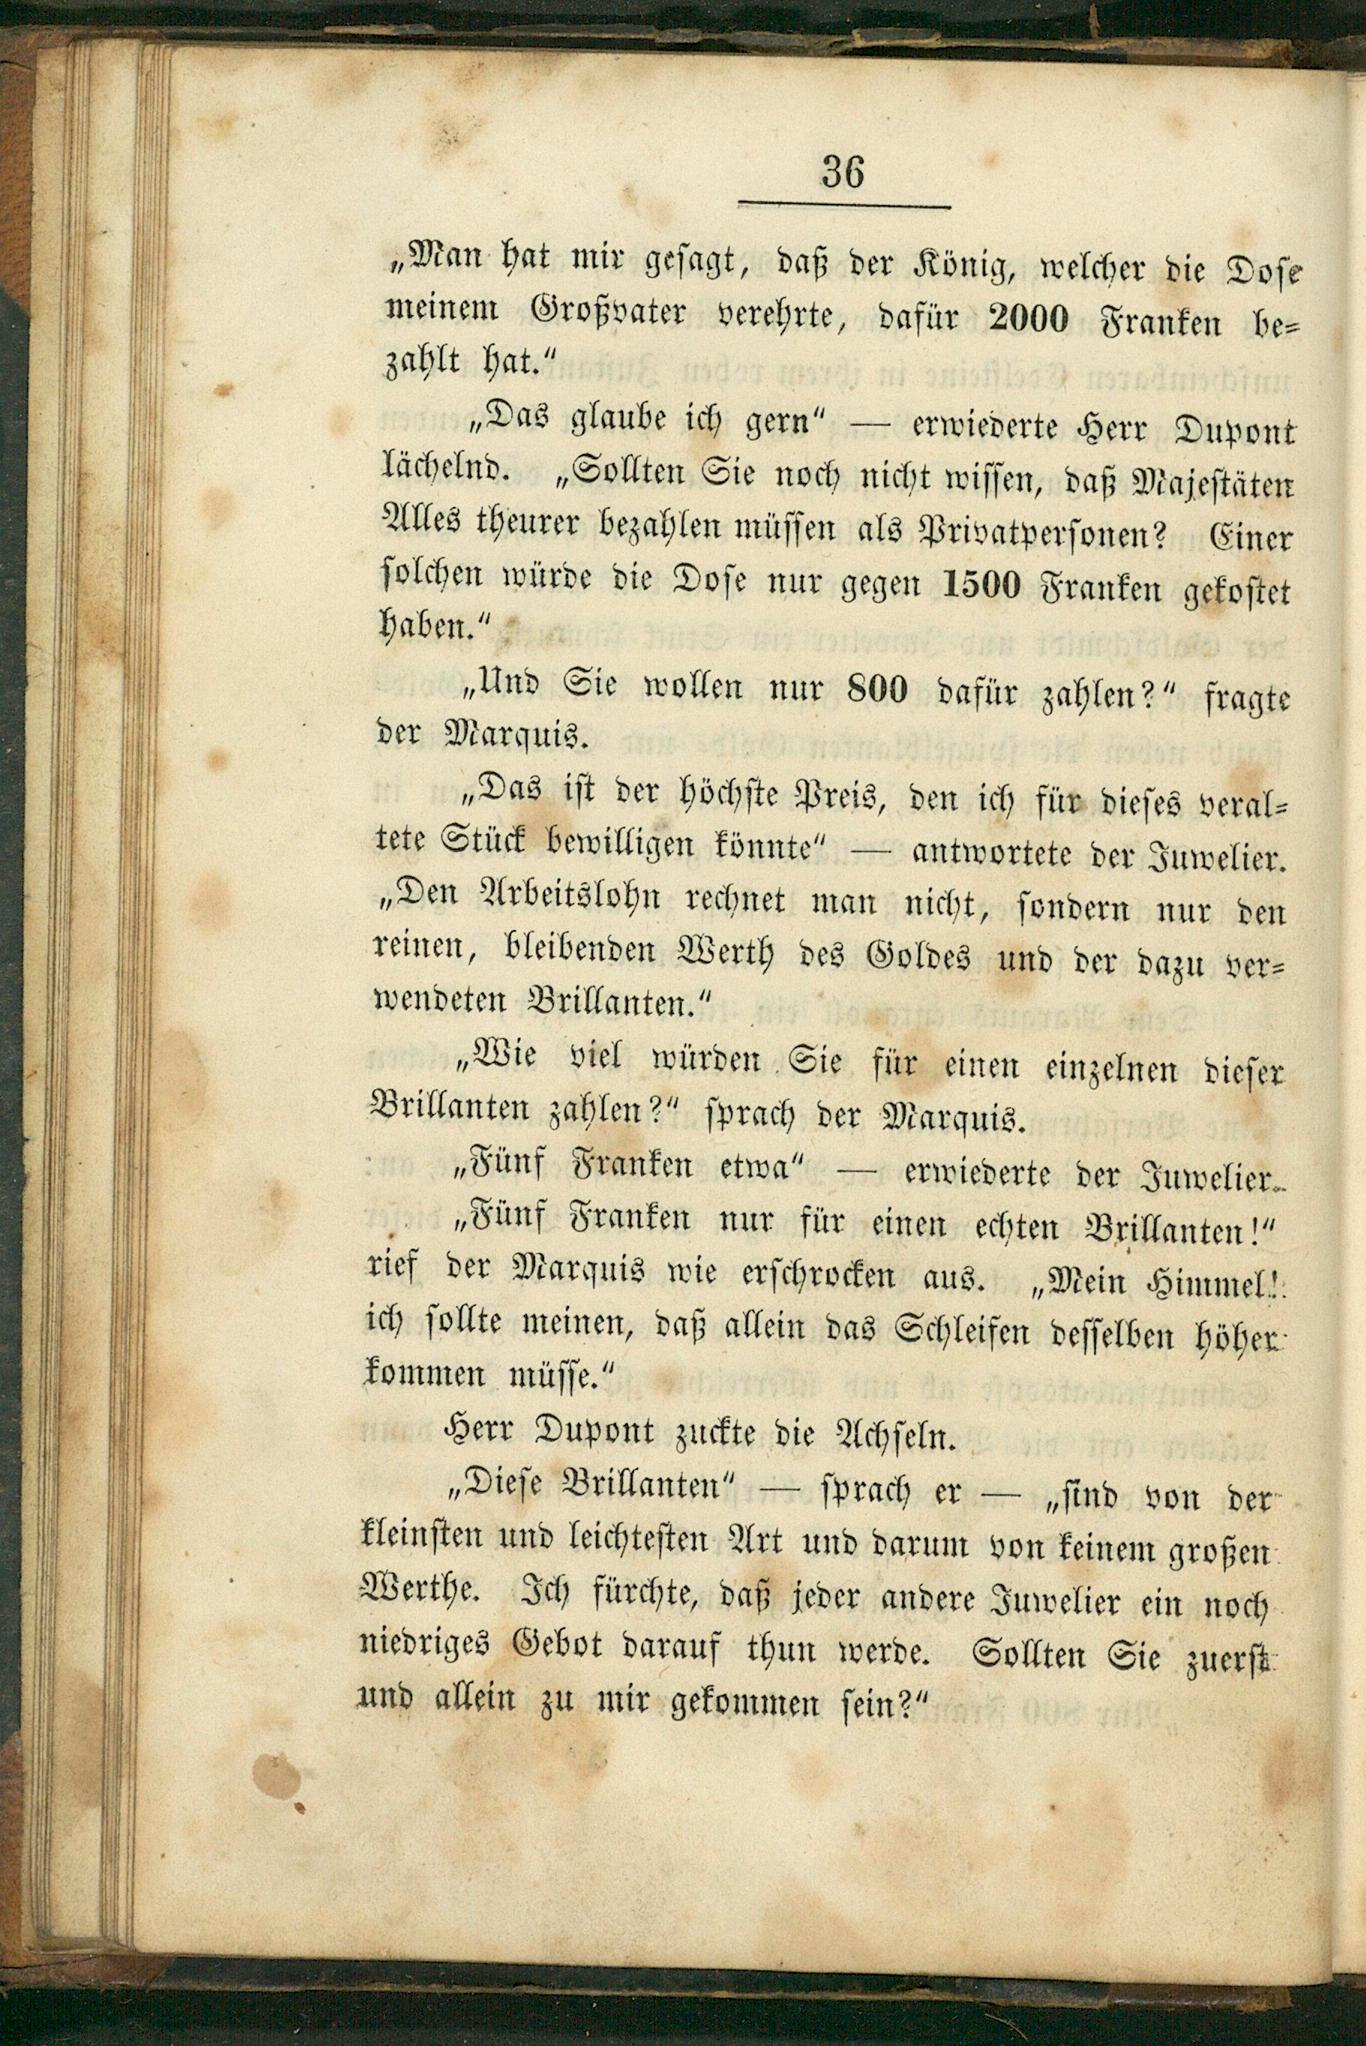 36
„Man hat mir gesagt, daß der König, welcher die Dose
meinem Großvater verehrte, dafür 2000 Franken be=
zahlt hat.“
„Das glaube ich gern“ — erwiederte Herr Dupont
lächelnd. „Sollten Sie noch nicht wissen, daß Majestäten
Alles theurer bezahlen müssen als Privatpersonen? Einer
solchen würde die Dose nur gegen 1500 Franken gekostet
haben.“
„Und Sie wollen nur 800 dafür zahlen?“ fragte
der Marquis.
„Das ist der höchste Preis, den ich für dieses veral=
tete Stück bewilligen könnte“ — antwortete der Juwelier.
„Den Arbeitslohn rechnet man nicht, sondern nur den
reinen, bleibenden Werth des Goldes und der dazu ver=
wendeten Brillanten.“
„Wie viel würden Sie für einen einzelnen dieser
Brillanten zahlen?“ sprach der Marquis.
„Fünf Franken etwa“ — erwiederte der Juwelier.
„Fünf Franken nur für einen echten Brillanten!“
rief der Marquis wie erschrocken aus. „Mein Himmel!
ich sollte meinen, daß allein das Schleifen desselben höher
kommen müsse.“
Herr Dupont zuckte die Achseln.
„Diese Brillanten“ — sprach er — „sind von der
kleinsten und leichtesten Art und darum von keinem großen
Werthe. Ich fürchte, daß jeder andere Juwelier ein noch
niedriges Gebot darauf thun werde. Sollten Sie zuerst
und allein zu mir gekommen sein?“